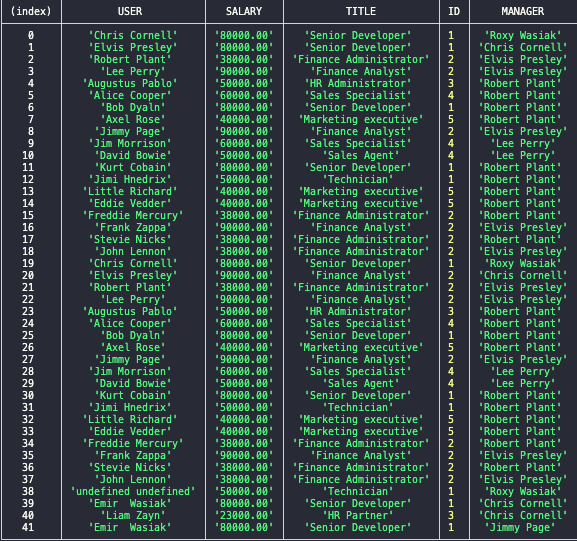 (index) USER SALARY TITLE ID MANAGER
0 'Chris Cornell' '80000.00' 'Senior Developer' 1 'Roxy Wasiak'
1 'Elvis Presley' '80000.00' 'Senior Developer' 1 'Chris Cornell'
2 'Robert Plant' '38000.00' 'Finance Administrator' 2 'Elvis Presley'
3 'Lee Perry' '90000.00' 'Finance Analyst' 2 'Elvis Presley'
4 'Augustus Pablo' '50000.00' 'HR Administrator' 3 'Robert Plant'
5 'Alice Cooper' '60000.00' 'Sales Specialist' 4 'Robert Plant'
6 'Bob Dyaln' '80000.00' 'Senior Developer' 1 'Robert Plant'
7 'Axel Rose' '40000.00' 'Marketing executive' 5 'Robert Plant'
8 'Jimmy Page' '90000.00' 'Finance Analyst' 2 'Elvis Presley'
9 'Jim Morrison' '60000.00' 'Sales Specialist' 4 'Lee Perry'
10 'David Bowie' '50000.00' 'Sales Agent' 4 'Lee Perry'
11 'Kurt Cobain' '80000.00' 'Senior Developer' 1 'Robert Plant'
12 'Jimi Hnedrix' '50000.00' 'Technician' 1 'Robert Plant'
13 'Little Richard' '40000.00' 'Marketing executive' 5 'Robert Plant'
14 'Eddie Vedder' '40000.00' 'Marketing executive' 5 'Robert Plant'
15 'Freddie Mercury' '38000.00' 'Finance Administrator' 2 'Robert Plant'
16 'Frank Zappa' '90000.00' 'Finance Analyst' 2 'Elvis Presley'
17 'Stevie Nicks' '38000.00' 'Finance Administrator' 2 'Robert Plant'
18 'John Lennon' '38000.00' 'Finance Administrator' 2 'Elvis Presley'
19 'Chris Cornell' '80000.00' 'Senior Developer' 1 'Roxy Wasiak'
20 'Elvis Presley' '90000.00' 'Finance Analyst' 2 'Chris Cornell'
21 'Robert Plant' '38000.00' 'Finance Administrator' 2 'Elvis Presley'
22 'Lee Perry' '90000.00' 'Finance Analyst' 2 'Elvis Presley'
23 'Augustus Pablo' '50000.00' 'HR Administrator' 3 'Robert Plant'
24 'Alice Cooper' '60000.00' 'Sales Specialist' 4 'Robert Plant'
25 'Bob Dyaln' '80000.00' 'Senior Developer' 1 'Robert Plant'
26 'Axel Rose' '40000.00' 'Marketing executive' 5 'Robert Plant'
27 'Jimmy Page' '90000.00' 'Finance Analyst' 2 'Elvis Presley'
28 'Jim Morrison' '60000.00' 'Sales Specialist' 4 'Lee Perry'
29 'David Bowie' '50000.00' 'Sales Agent' 4 'Lee Perry'
30 'Kurt Cobain' '80000.00' 'Senior Developer' 1 'Robert Plant'
31 'Jimi Hnedrix' '50000.00' 'Technician' 1 'Robert Plant'
32 'Little Richard' '40000.00' 'Marketing executive' 5 'Robert Plant'
33 'Eddie Vedder' '40000.00' 'Marketing executive' 5 'Robert Plant'
34 'Freddie Mercury' '38000.00' 'Finance Administrator' 2 'Robert Plant'
35 'Frank Zappa' '90000.00' 'Finance Analyst' 2 'Elvis Presley'
36 'Stevie Nicks' '38000.00' 'Finance Administrator' 2 'Robert Plant'
37 'John Lennon' '38000.00' 'Finance Administrator' 2 'Elvis Presley'
38 'undefined undefined' '50000.00' 'Technician' 1 'Roxy Wasiak'
39 'Emir  Wasiak' '80000.00' 'Senior Developer' 1 'Chris Cornell'
40 'Liam Zayn' '23000.00' 'HR Partner' 3 'Chris Cornell'
41 'Emir  Wasiak' '80000.00' 'Senior Developer' 1 'Jimmy Page'